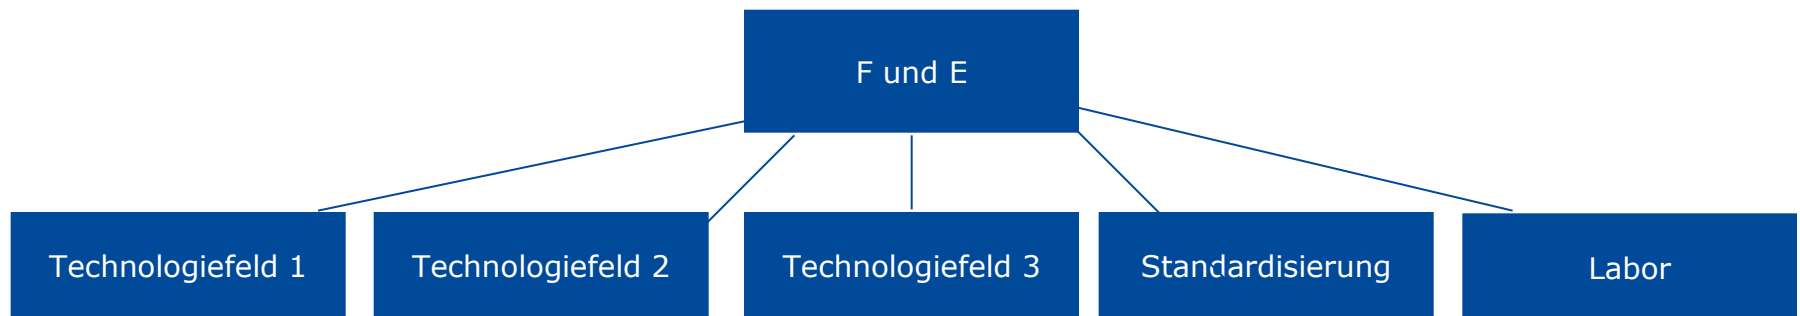 F und E
Technologiefeld 1
Technologiefeld 2
Technologiefeld 3
Standardisierung
Labor